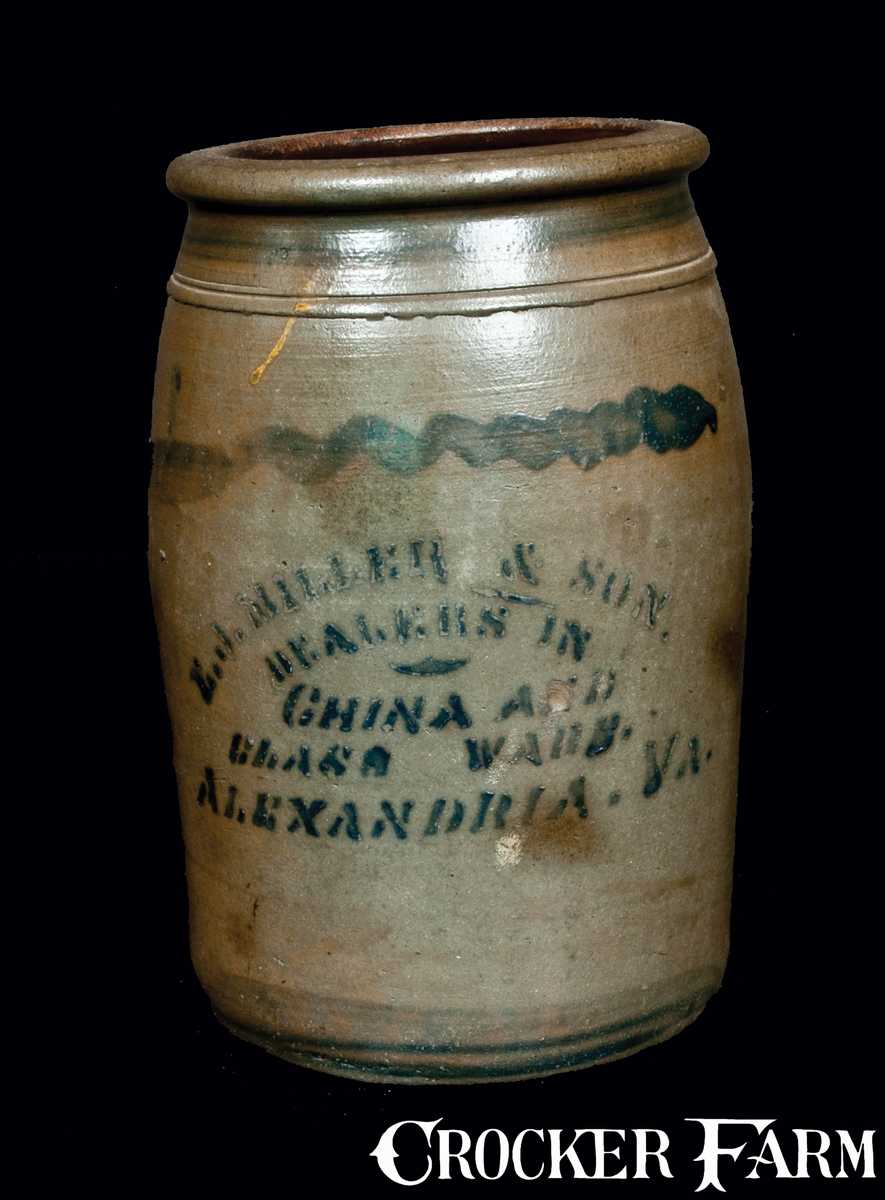 E.J. MILLER & SON.
DEALERS IN
CHINA AND
GLASS WARE.
ALEXANDRIA. VA.
CROCKER FARM